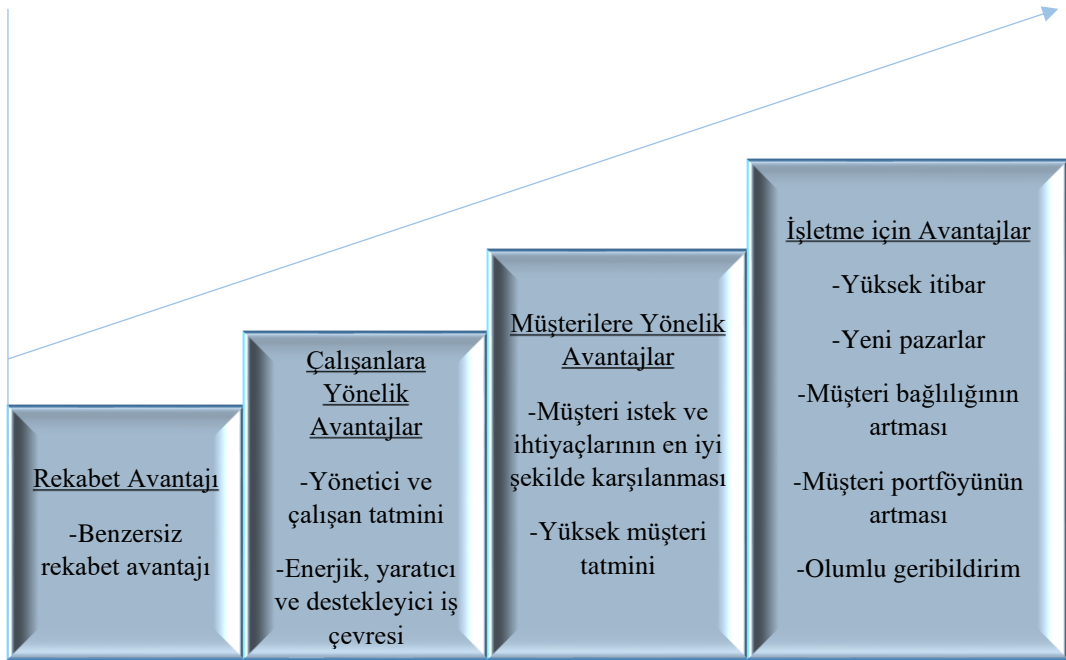 Rekabet Avantajı
-Benzersiz
rekabet avantajı
Çalışanlara
Yönelik
Avantajlar
-Yönetici ve
çalışan tatmini
-Enerjik, yaratıcı
ve destekleyici iş
çevresi
Müşterilere Yönelik
Avantajlar
-Müşteri istek ve
ihtiyaçlarının en iyi
şekilde karşılanması
-Yüksek müşteri
tatmini
İşletme için Avantajlar
-Yüksek itibar
-Yeni pazarlar
-Müşteri bağlılığının
artması
-Müşteri portföyünün
artması
-Olumlu geribildirim